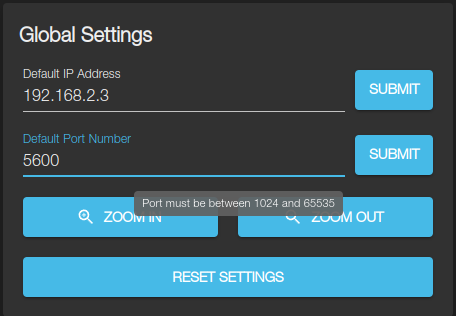 Global Settings
Default IP Address
192.168.2.3
SUBMIT
Default Port Number
5600
SUBMIT
Port must be between 1024 and 65535
ZOOM IN
ZOOM OUT
RESET SETTINGS